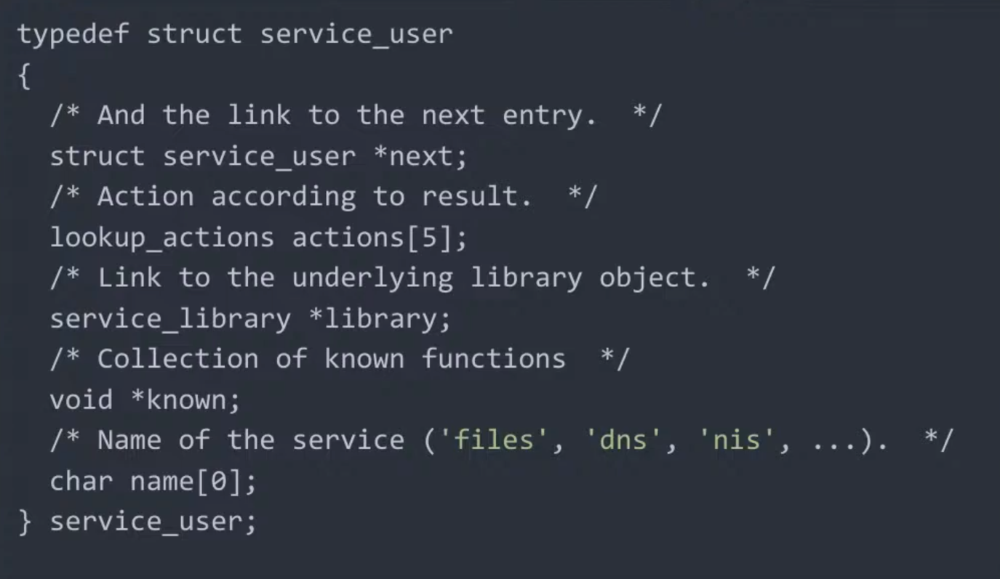 typedef struct service_user
{
  /* And the link to the next entry.  */
  struct service_user *next;
  /* Action according to result.  */
  lookup_actions actions[5];
  /* Link to the underlying library object.  */
  service_library *library;
  /* Collection of known functions  */
  void *known;
  /* Name of the service ('files', 'dns', 'nis', ...).  */
  char name[0];
} service_user;